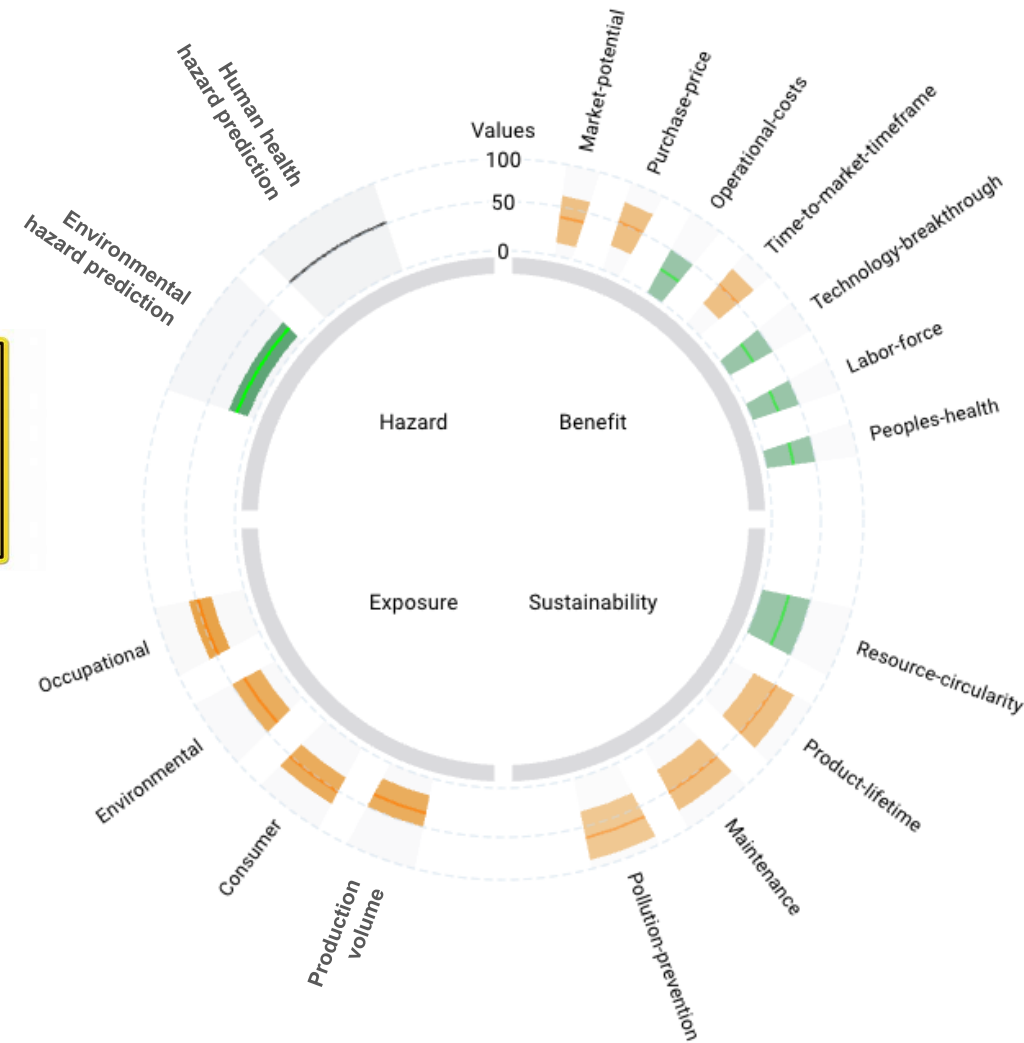 Values
100
50
0
Market-potential
Purchase-price
Operational-costs
Time-to-market-timeframe
Technology-breakthrough
Labor-force
Peoples-health
Resource-circularity
Product-lifetime
Maintenance
Pollution-prevention
Production
volume
Consumer
Environmental
Occupational
Environmental
hazard prediction
Human health
hazard prediction
Hazard
Benefit
Exposure
Sustainability